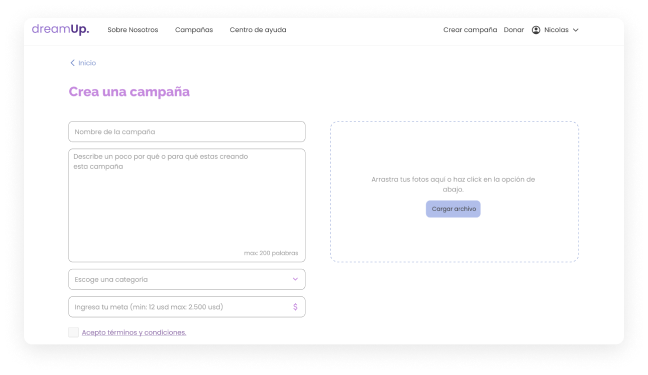 dreamUp.
Sobre Nosotros
Campañas
Centro de ayuda
Crear campaña
Donar
Nicolas
Inicio
Crea una campaña
Nombre de la campaña
Describe un poco por qué o para qué estas creando
esta campaña
max: 200 palabras
Escoge una categoría
Ingresa tu meta (min: 12 usd max: 2.500 usd)
$
Acepto términos y condiciones.
Arrastra tus fotos aquí o haz click en la opción de
abajo.
Cargar archivo